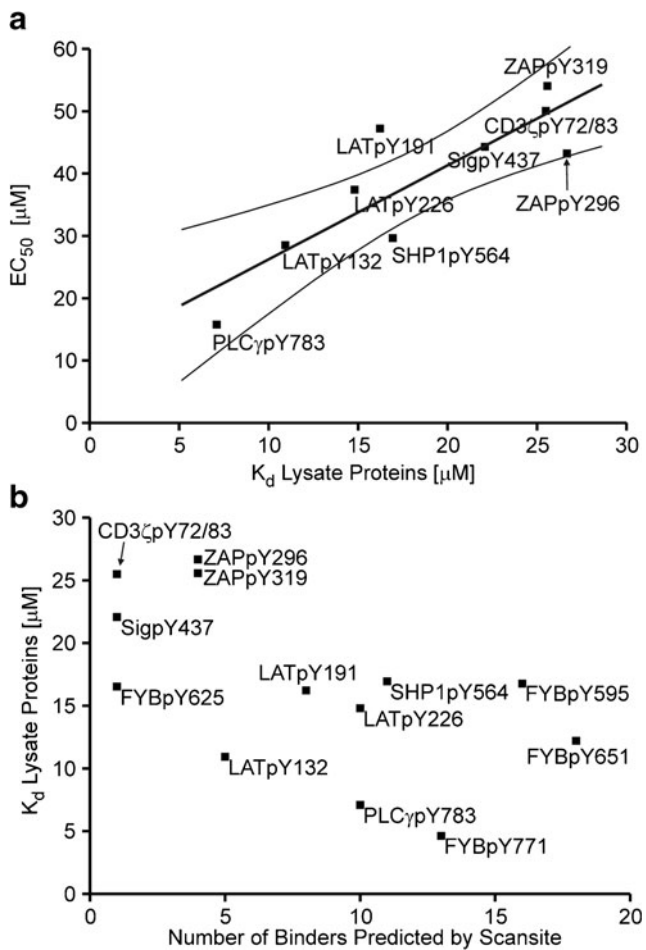 a
60
50
40
30
20
10
0
EC50 [μM]
ZAPpY319
CD3ζpY72/83
LATpY191
SigpY437
LATpY226
ZAPpY296
LATpY132
SHP1pY564
PLCγpY783
0 5 10 15 20 25 30
Kd Lysate Proteins [μM]
b
30
25
20
15
10
5
0
Kd Lysate Proteins [μM]
CD3ζpY72/83
ZAPpY296
ZAPpY319
SigpY437
LATpY191
FYBpY625
SHP1pY564
FYBpY595
LATpY226
LATpY132
FYBpY651
PLCγpY783
FYBpY771
0 5 10 15 20
Number of Binders Predicted by Scansite